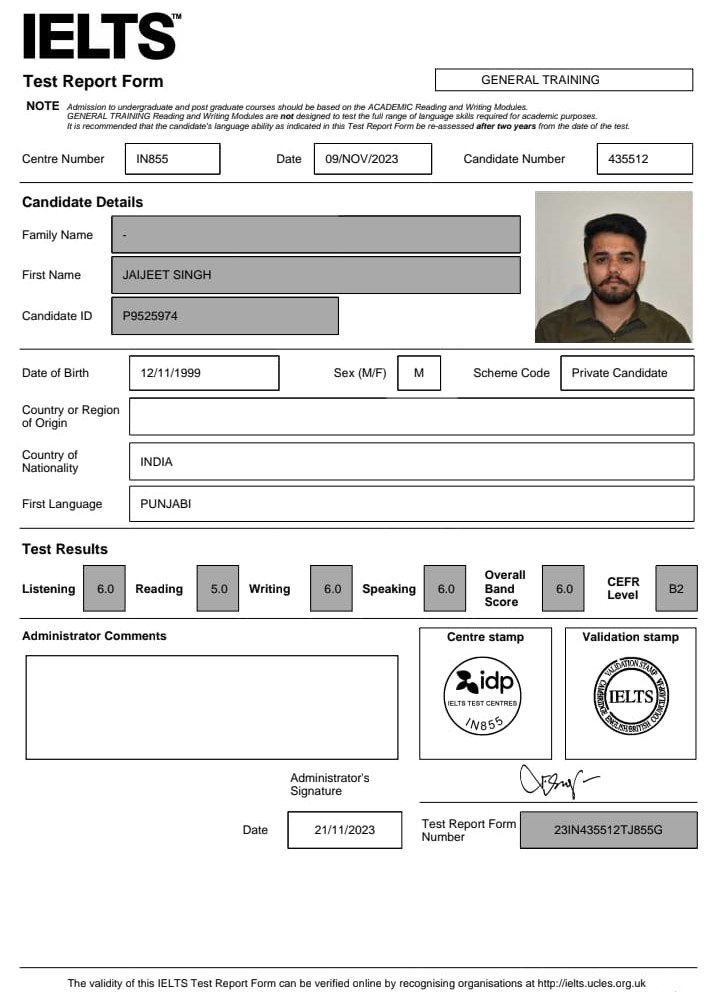 IELTS™
Test Report Form
GENERAL TRAINING
NOTE Admission to undergraduate and post graduate courses should be based on the ACADEMIC Reading and Writing Modules.
GENERAL TRAINING Reading and Writing Modules are not designed to test the full range of language skills required for academic purposes.
It is recommended that the candidate's language ability as indicated in this Test Report Form be re-assessed after two years from the date of the test.
Centre Number IN855 Date 09/NOV/2023 Candidate Number 435512
Candidate Details
Family Name -
First Name JAIJEET SINGH
Candidate ID P9525974
Date of Birth 12/11/1999 Sex (M/F) M Scheme Code Private Candidate
Country or Region
of Origin
Country of
Nationality INDIA
First Language PUNJABI
Test Results
Listening 6.0 Reading 5.0 Writing 6.0 Speaking 6.0 Overall Band Score 6.0 CEFR Level B2
Administrator Comments
Centre stamp
idp
IELTS TEST CENTRES
IN855
Validation stamp
VALIDATION STAMP
IELTS
CAMBRIDGE ENGLISH BRITISH COUNCIL
Administrator's
Signature
Date 21/11/2023
Test Report Form
Number 23IN435512TJ855G
The validity of this IELTS Test Report Form can be verified online by recognising organisations at http://ielts.ucles.org.uk